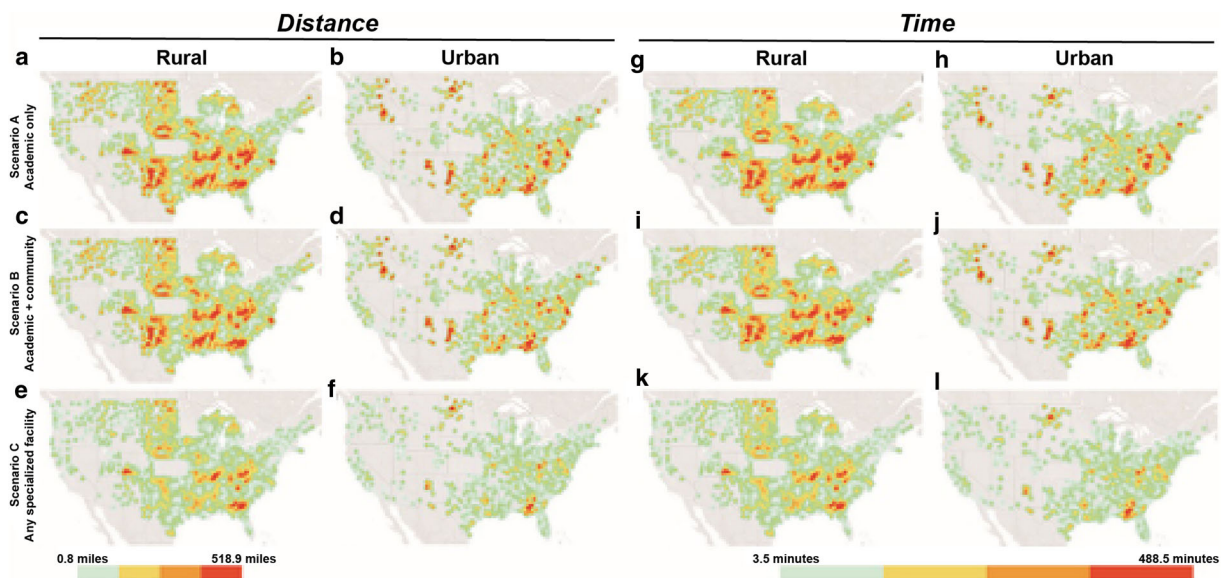 Distance
Time
a
Rural
b
Urban
g
Rural
h
Urban
Scenario A
Academic only
c
d
i
j
Scenario B
Academic + community
e
f
k
l
Scenario C
Any specialized facility
0.8 miles
518.9 miles
3.5 minutes
488.5 minutes